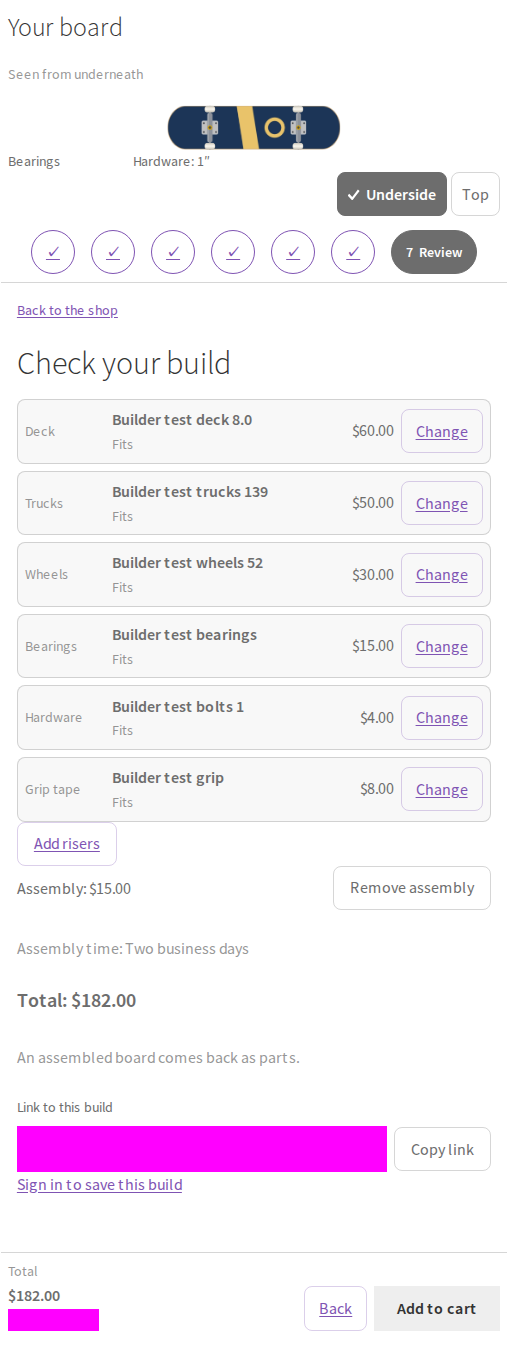 Your board
Seen from underneath
Bearings
Hardware: 1"
✓ Underside
Top
✓ ✓ ✓ ✓ ✓ ✓ 7 Review
Back to the shop
Check your build
Deck
Builder test deck 8.0
Fits
$60.00
Change
Trucks
Builder test trucks 139
Fits
$50.00
Change
Wheels
Builder test wheels 52
Fits
$30.00
Change
Bearings
Builder test bearings
Fits
$15.00
Change
Hardware
Builder test bolts 1
Fits
$4.00
Change
Grip tape
Builder test grip
Fits
$8.00
Change
Add risers
Assembly: $15.00
Remove assembly
Assembly time: Two business days
Total: $182.00
An assembled board comes back as parts.
Link to this build
Copy link
Sign in to save this build
Total
$182.00
Back
Add to cart